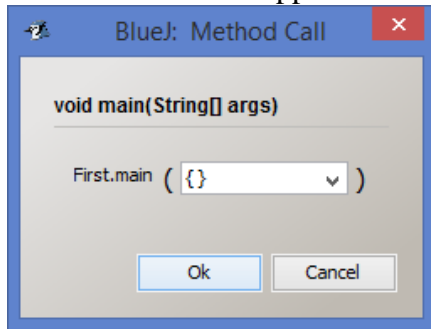 BlueJ: Method Call
void main(String[] args)
First.main ( {} )
Ok Cancel